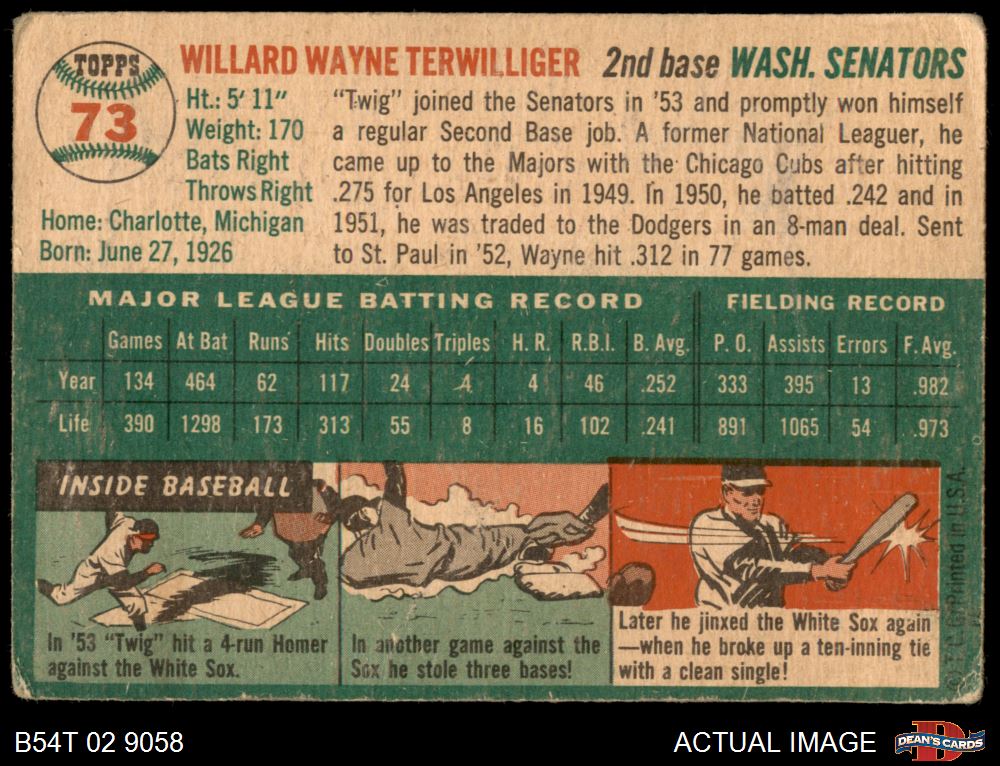 TOPPS
73
WILLARD WAYNE TERWILLIGER 2nd base WASH. SENATORS
Ht.: 5' 11"
Weight: 170
Bats Right
Throws Right
Home: Charlotte, Michigan
Born: June 27, 1926
"Twig" joined the Senators in '53 and promptly won himself
a regular Second Base job. A former National Leaguer, he
came up to the Majors with the Chicago Cubs after hitting
.275 for Los Angeles in 1949. In 1950, he batted .242 and in
1951, he was traded to the Dodgers in an 8-man deal. Sent
to St. Paul in '52, Wayne hit .312 in 77 games.
MAJOR LEAGUE BATTING RECORD FIELDING RECORD
Games At Bat Runs Hits Doubles Triples H. R. R.B.I. B. Avg. P. O. Assists Errors F. Avg.
Year 134 464 62 117 24 4 4 46 .252 333 395 13 .982
Life 390 1298 173 313 55 8 16 102 .241 891 1065 54 .973
INSIDE BASEBALL
In '53 "Twig" hit a 4-run Homer
against the White Sox.
In another game against the
Sox he stole three bases!
Later he jinxed the White Sox again
—when he broke up a ten-inning tie
with a clean single!
© T. C. G. Printed in U.S.A.
B54T 02 9058
ACTUAL IMAGE
DEAN'S CARDS